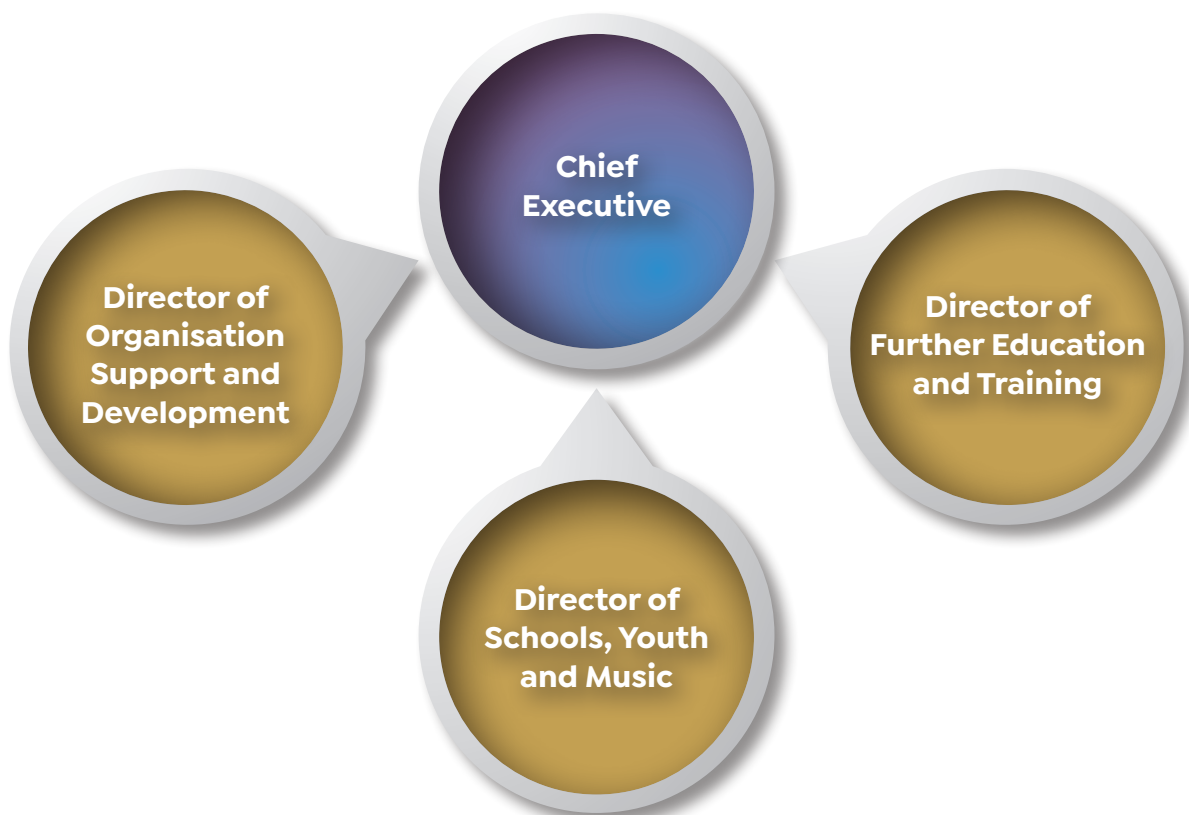 Chief
Executive
Director of
Organisation
Support and
Development
Director of
Further Education
and Training
Director of
Schools, Youth
and Music